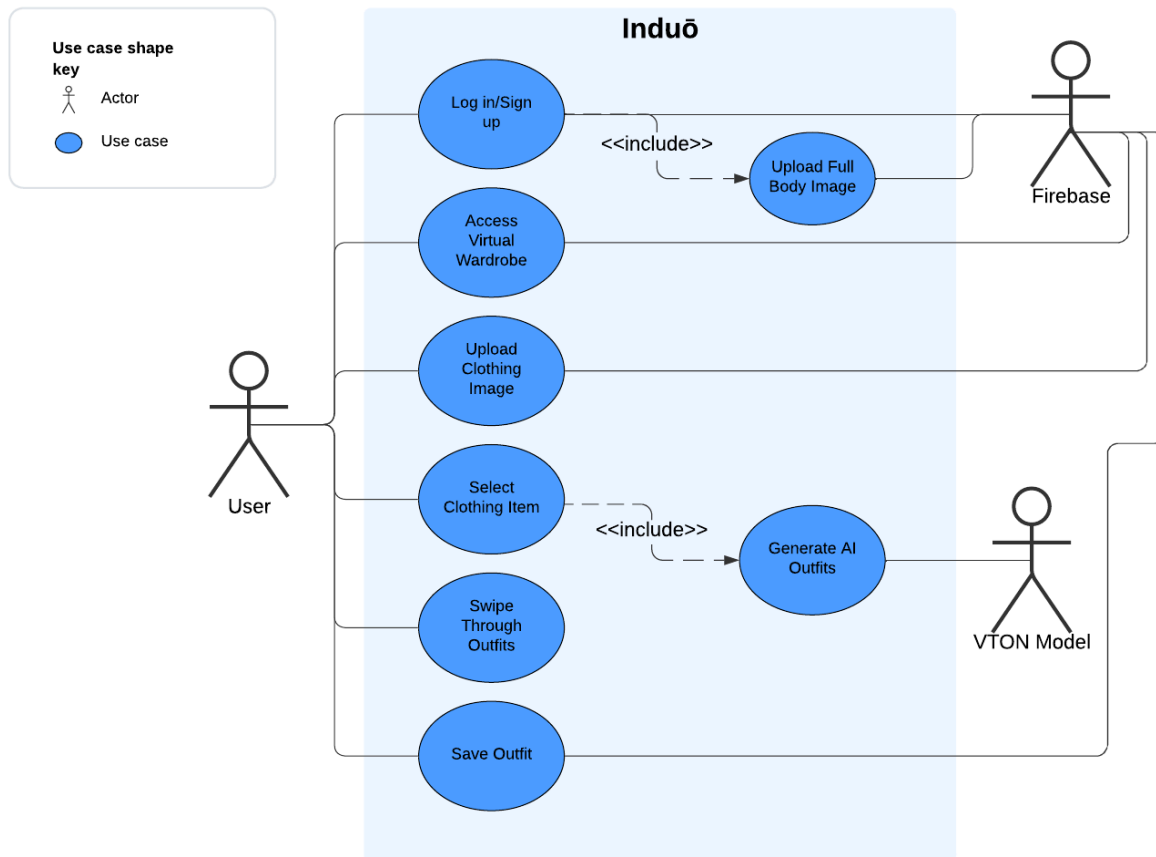 Use case shape
key
Actor
Use case
Induō
Log in/Sign
up
<<include>>
Upload Full
Body Image
Firebase
Access
Virtual
Wardrobe
Upload
Clothing
Image
User
Select
Clothing Item
<<include>>
Generate AI
Outfits
VTON Model
Swipe
Through
Outfits
Save Outfit